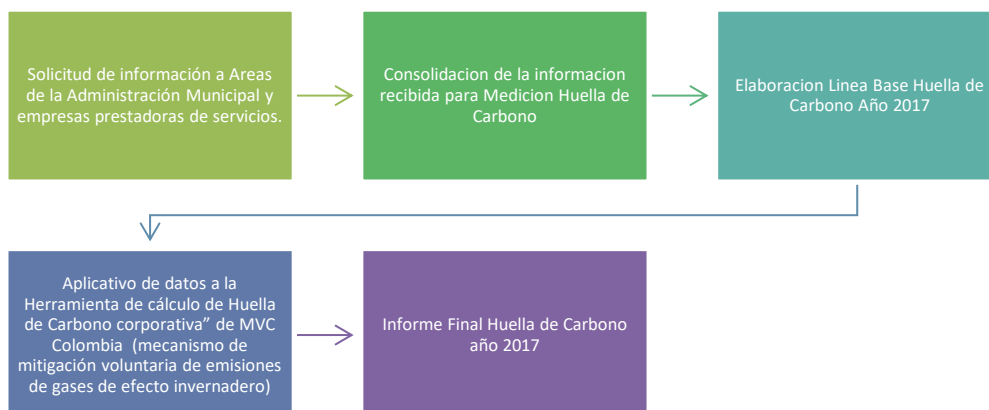 Solicitud de información a Areas
de la Administración Municipal y
empresas prestadoras de servicios.
Consolidacion de la informacion
recibida para Medicion Huella de
Carbono
Elaboracion Linea Base Huella de
Carbono Año 2017
Aplicativo de datos a la
Herramienta de cálculo de Huella
de Carbono corporativa” de MVC
Colombia (mecanismo de
mitigación voluntaria de emisiones
de gases de efecto invernadero)
Informe Final Huella de Carbono
año 2017